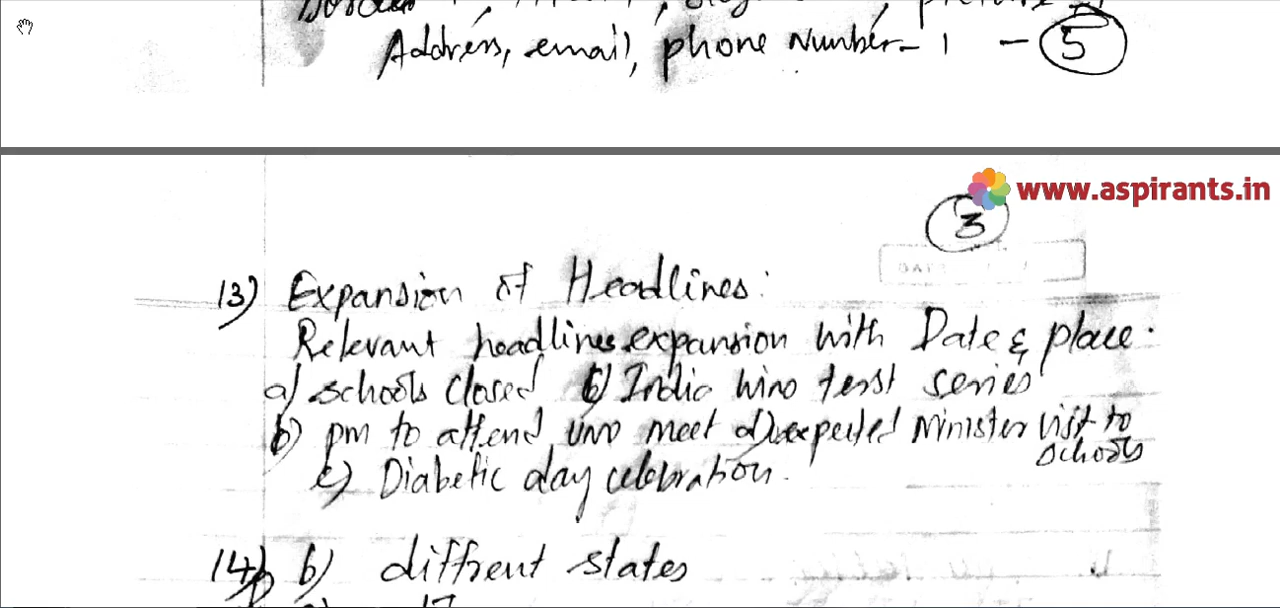 Address, email, phone Number - 1 - 5
www.aspirants.in
3
DATE
13) Expansion of Headlines:
Relevant headlines expansion with Date & place.
a) schools closed b) India wins test series
b) pm to attend uno meet d) unexpected Minister visit to
schools
e) Diabetic day celebration.
14) b) diffrent states